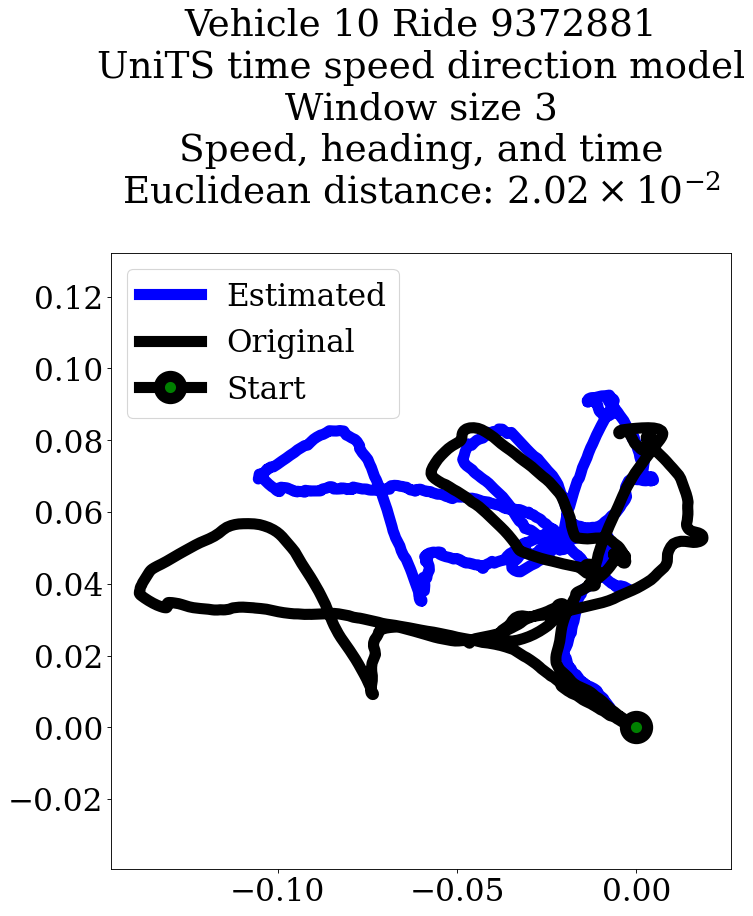 Vehicle 10 Ride 9372881
UniTS time speed direction model
Window size 3
Speed, heading, and time
Euclidean distance: 2.02 × 10⁻²
Estimated
Original
Start
0.12
0.10
0.08
0.06
0.04
0.02
0.00
−0.02
−0.10 −0.05 0.00